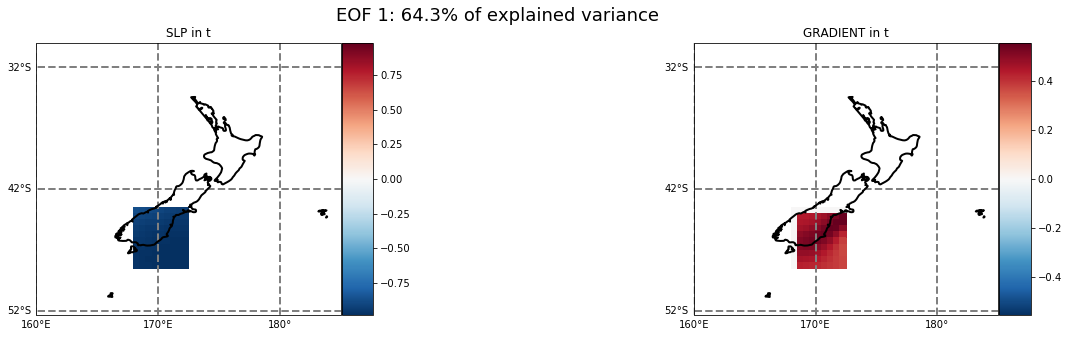 EOF 1: 64.3% of explained variance
SLP in t
32°S
42°S
52°S
160°E
170°E
180°
0.75
0.50
0.25
0.00
−0.25
−0.50
−0.75
GRADIENT in t
32°S
42°S
52°S
160°E
170°E
180°
0.4
0.2
0.0
−0.2
−0.4